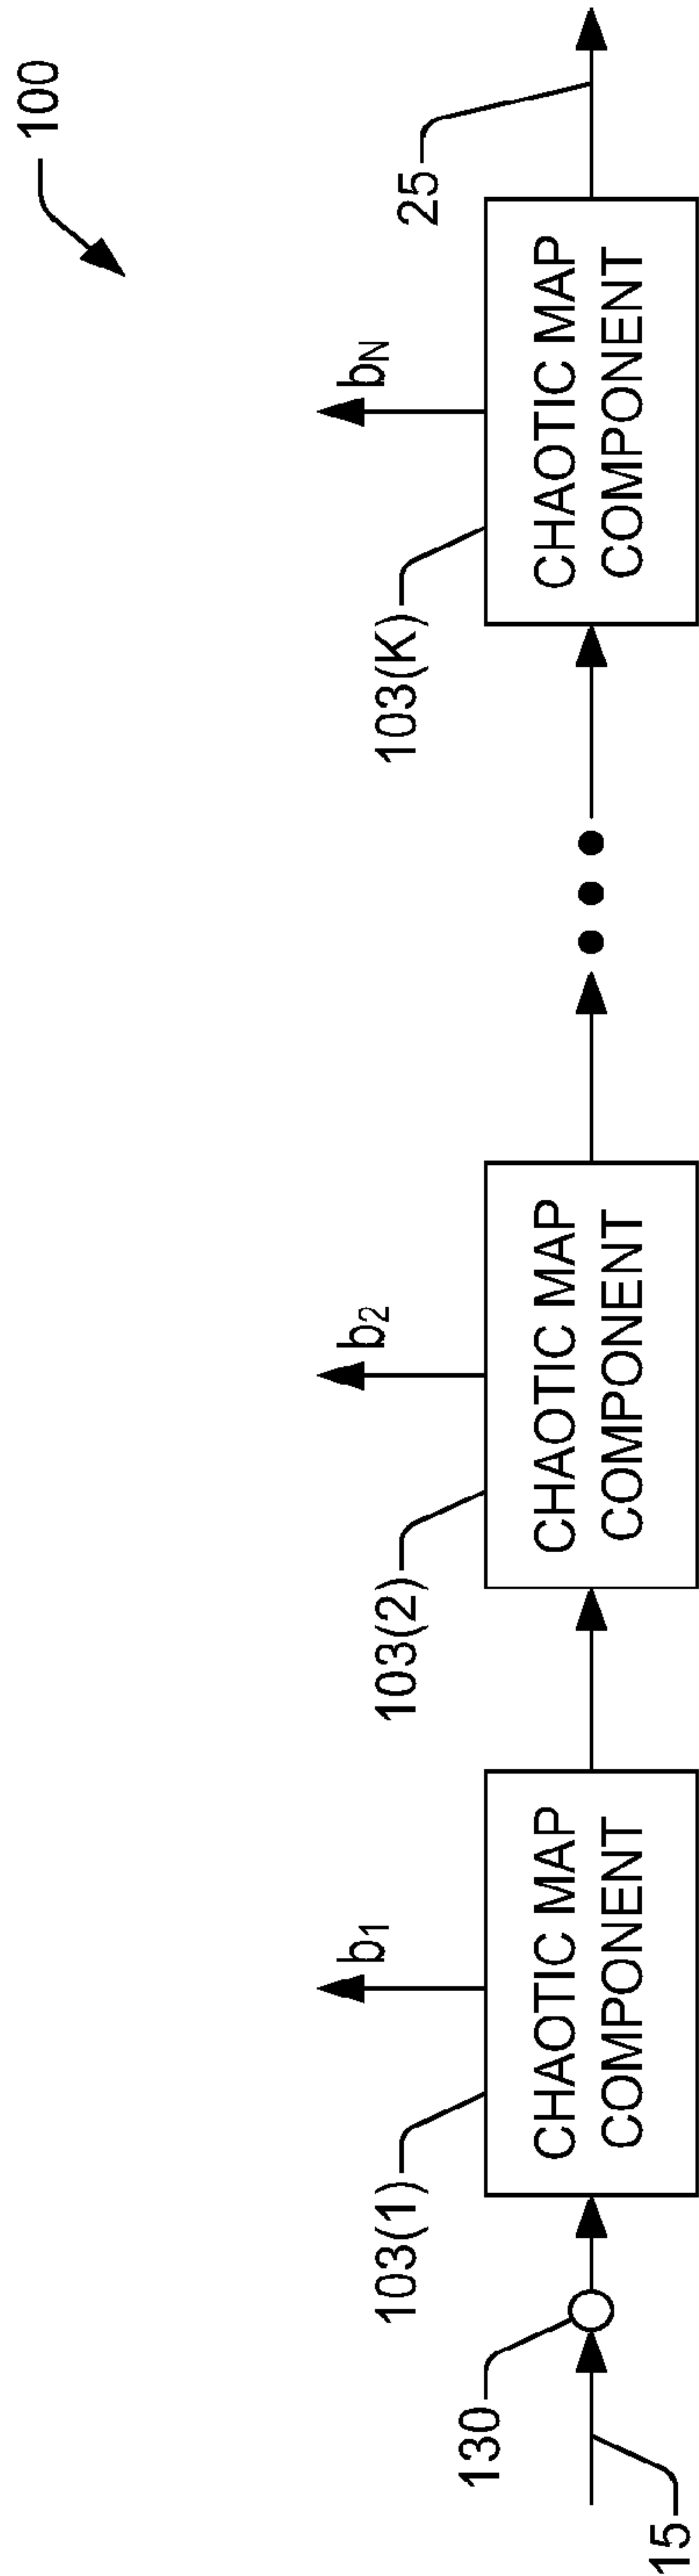 100
b₁
b₂
b_N
103(1)
103(2)
103(K)
25
130
15
CHAOTIC MAP
COMPONENT
CHAOTIC MAP
COMPONENT
CHAOTIC MAP
COMPONENT